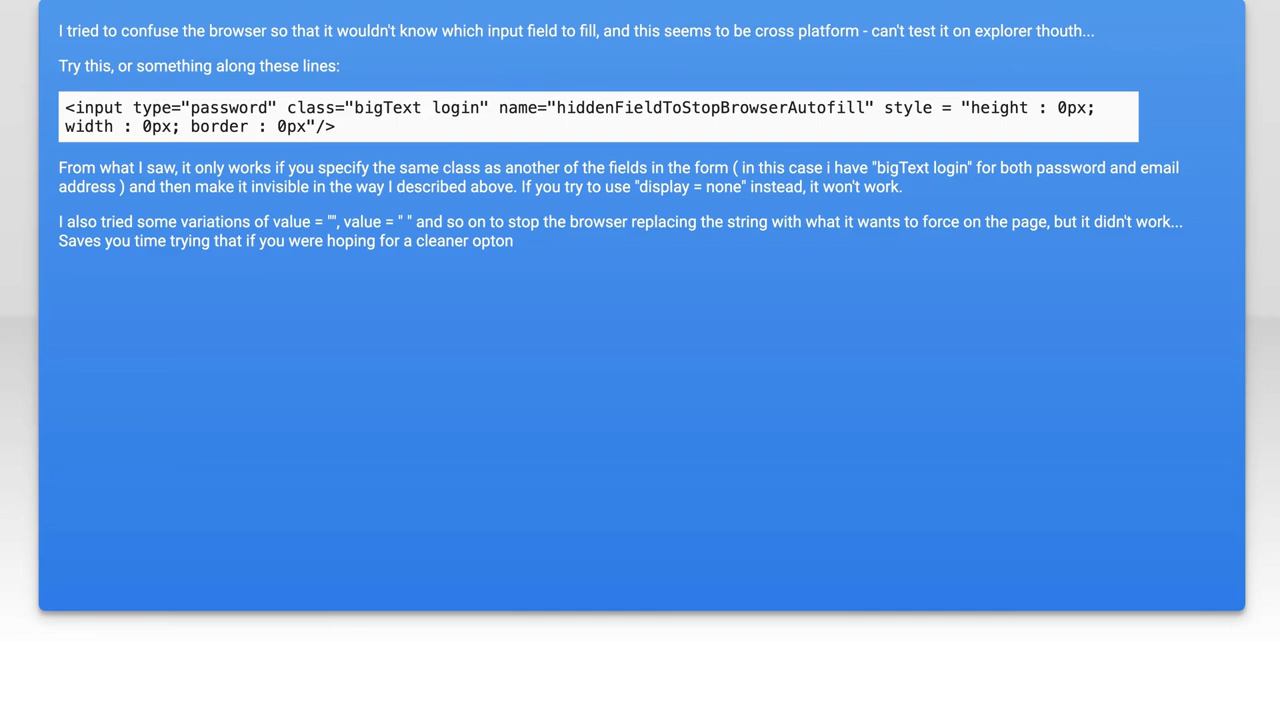 I tried to confuse the browser so that it wouldn't know which input field to fill, and this seems to be cross platform - can't test it on explorer thouth...
Try this, or something along these lines:
<input type="password" class="bigText login" name="hiddenFieldToStopBrowserAutofill" style = "height : 0px;
width : 0px; border : 0px"/>
From what I saw, it only works if you specify the same class as another of the fields in the form ( in this case i have "bigText login" for both password and email
address ) and then make it invisible in the way I described above. If you try to use "display = none" instead, it won't work.
I also tried some variations of value = "", value = " " and so on to stop the browser replacing the string with what it wants to force on the page, but it didn't work...
Saves you time trying that if you were hoping for a cleaner opton